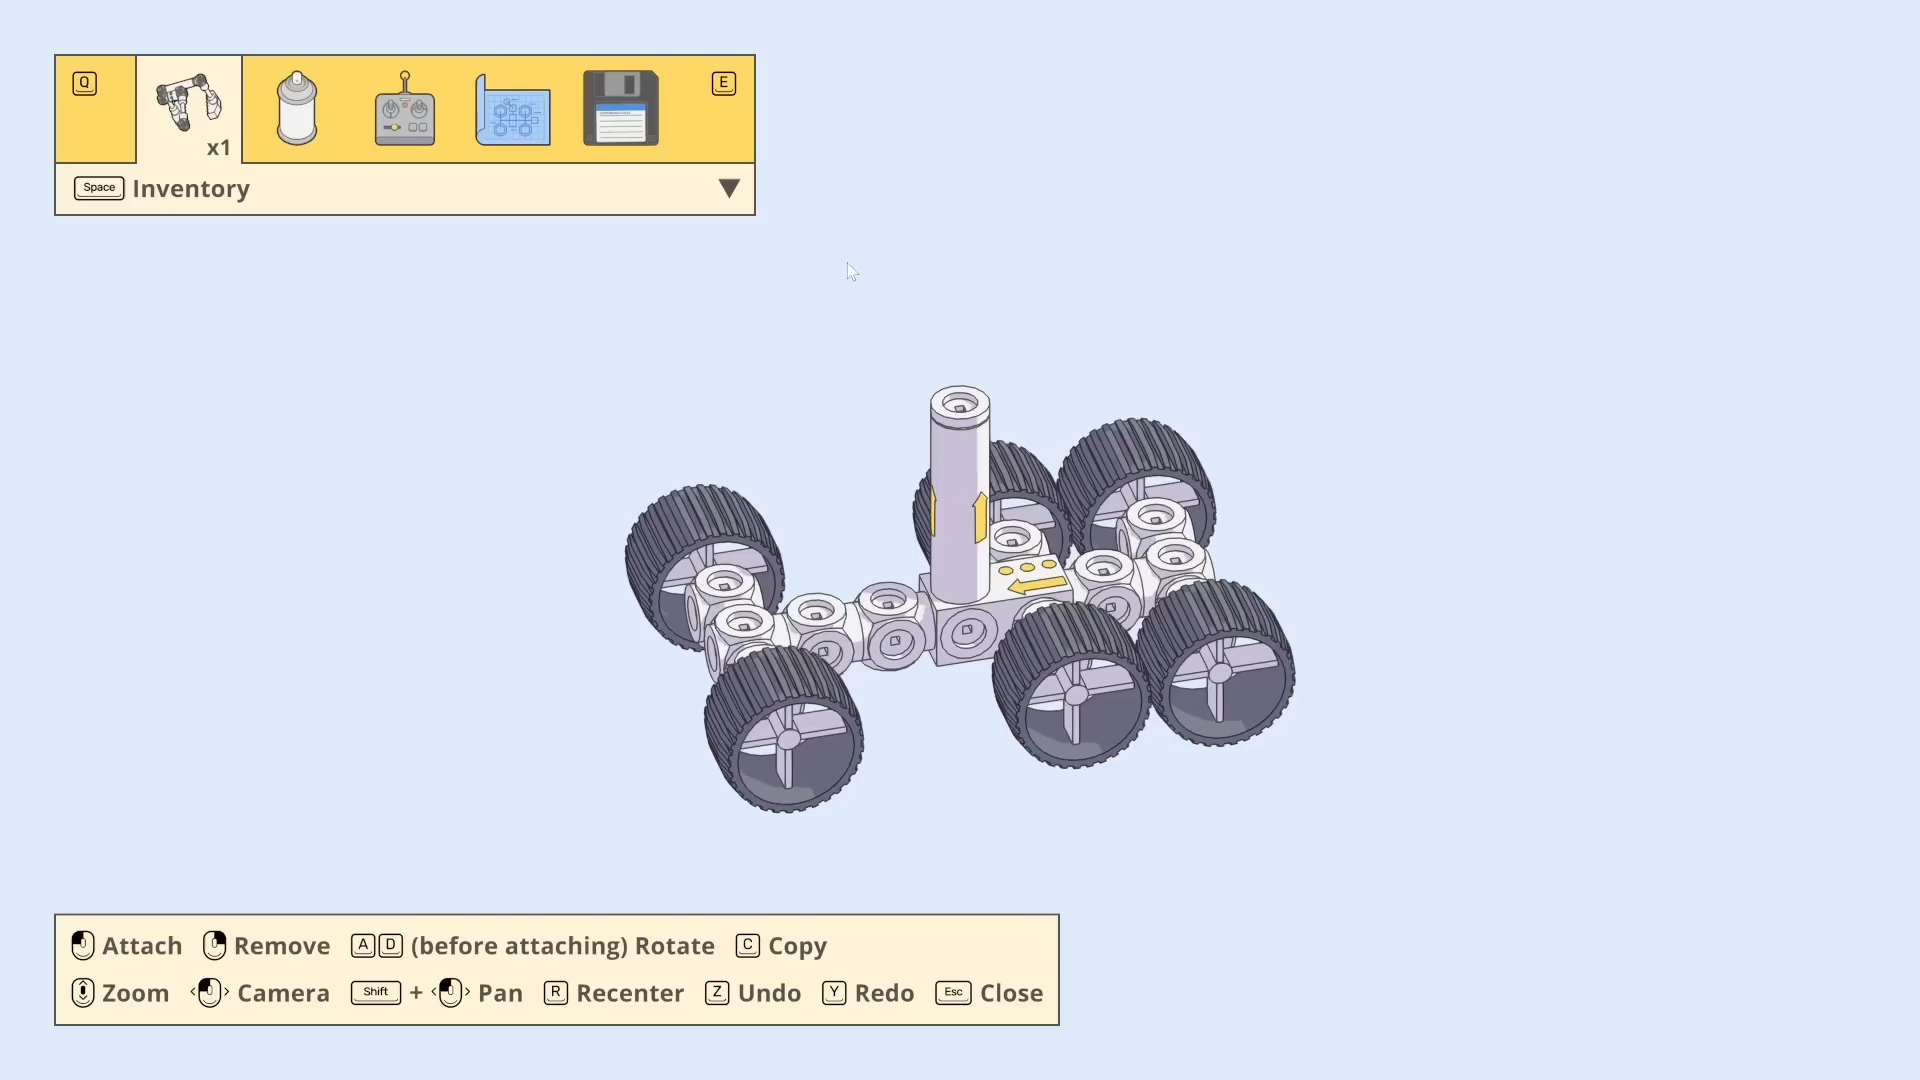 Q
E
x1
Space Inventory
Attach Remove A D (before attaching) Rotate C Copy
Zoom Camera Shift + Pan R Recenter Z Undo Y Redo Esc Close